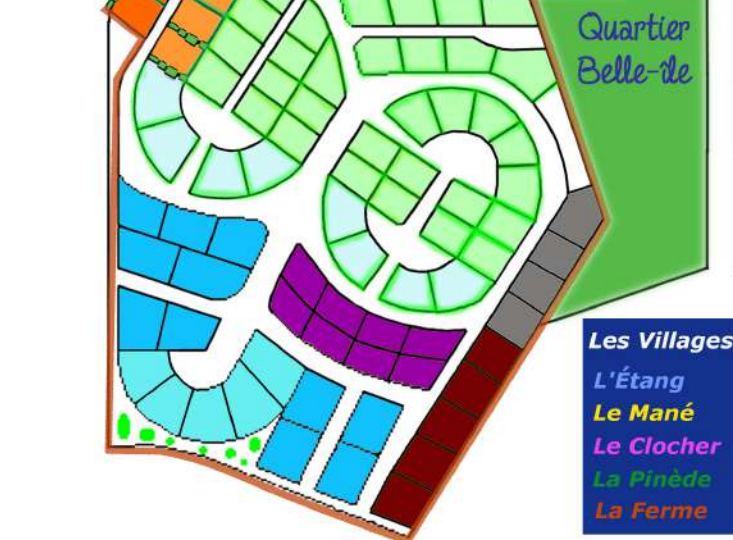 Quartier
Belle-île
Les Villages
L'Étang
Le Mané
Le Clocher
La Pinède
La Ferme